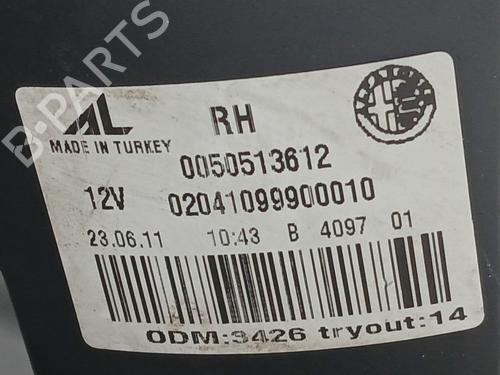 B-PARTS
AL
RH
MADE IN TURKEY
0050513612
12V
02041099900010
23.06.11 10:43 B 4097 01
ODM:3426 tryout:14